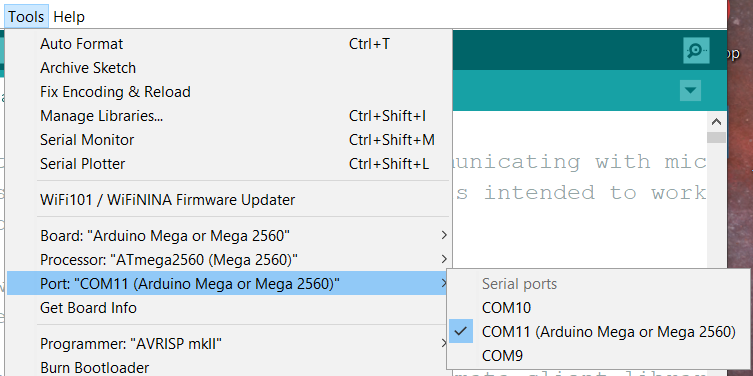 Tools Help
Auto Format Ctrl+T
Archive Sketch
Fix Encoding & Reload
Manage Libraries... Ctrl+Shift+I
Serial Monitor Ctrl+Shift+M
Serial Plotter Ctrl+Shift+L
WiFi101 / WiFiNINA Firmware Updater
Board: "Arduino Mega or Mega 2560"
Processor: "ATmega2560 (Mega 2560)"
Port: "COM11 (Arduino Mega or Mega 2560)"
Get Board Info
Programmer: "AVRISP mkII"
Burn Bootloader
Serial ports
COM10
COM11 (Arduino Mega or Mega 2560)
COM9
municating with mic
s intended to work